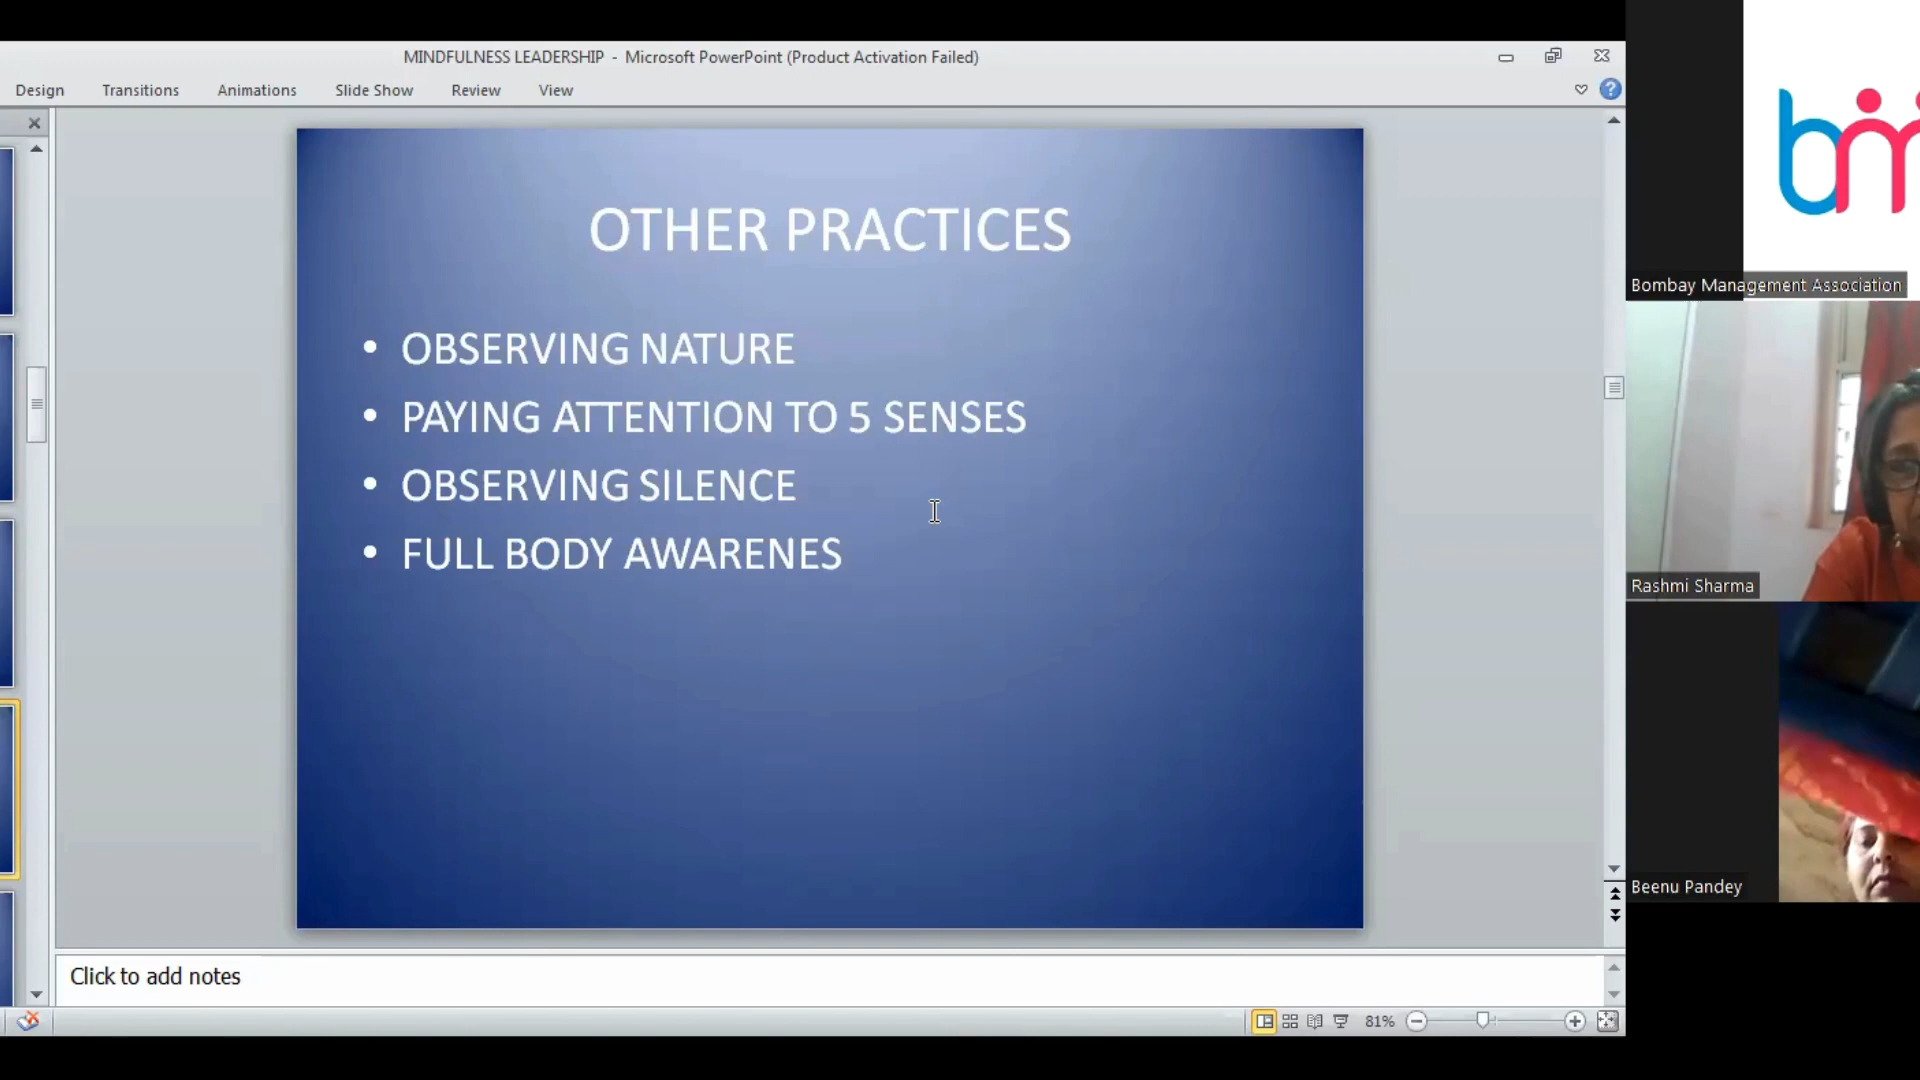 MINDFULNESS LEADERSHIP - Microsoft PowerPoint (Product Activation Failed)
Design Transitions Animations Slide Show Review View
OTHER PRACTICES
• OBSERVING NATURE
• PAYING ATTENTION TO 5 SENSES
• OBSERVING SILENCE
• FULL BODY AWARENES
Click to add notes
81%
bm
Bombay Management Association
Rashmi Sharma
Beenu Pandey